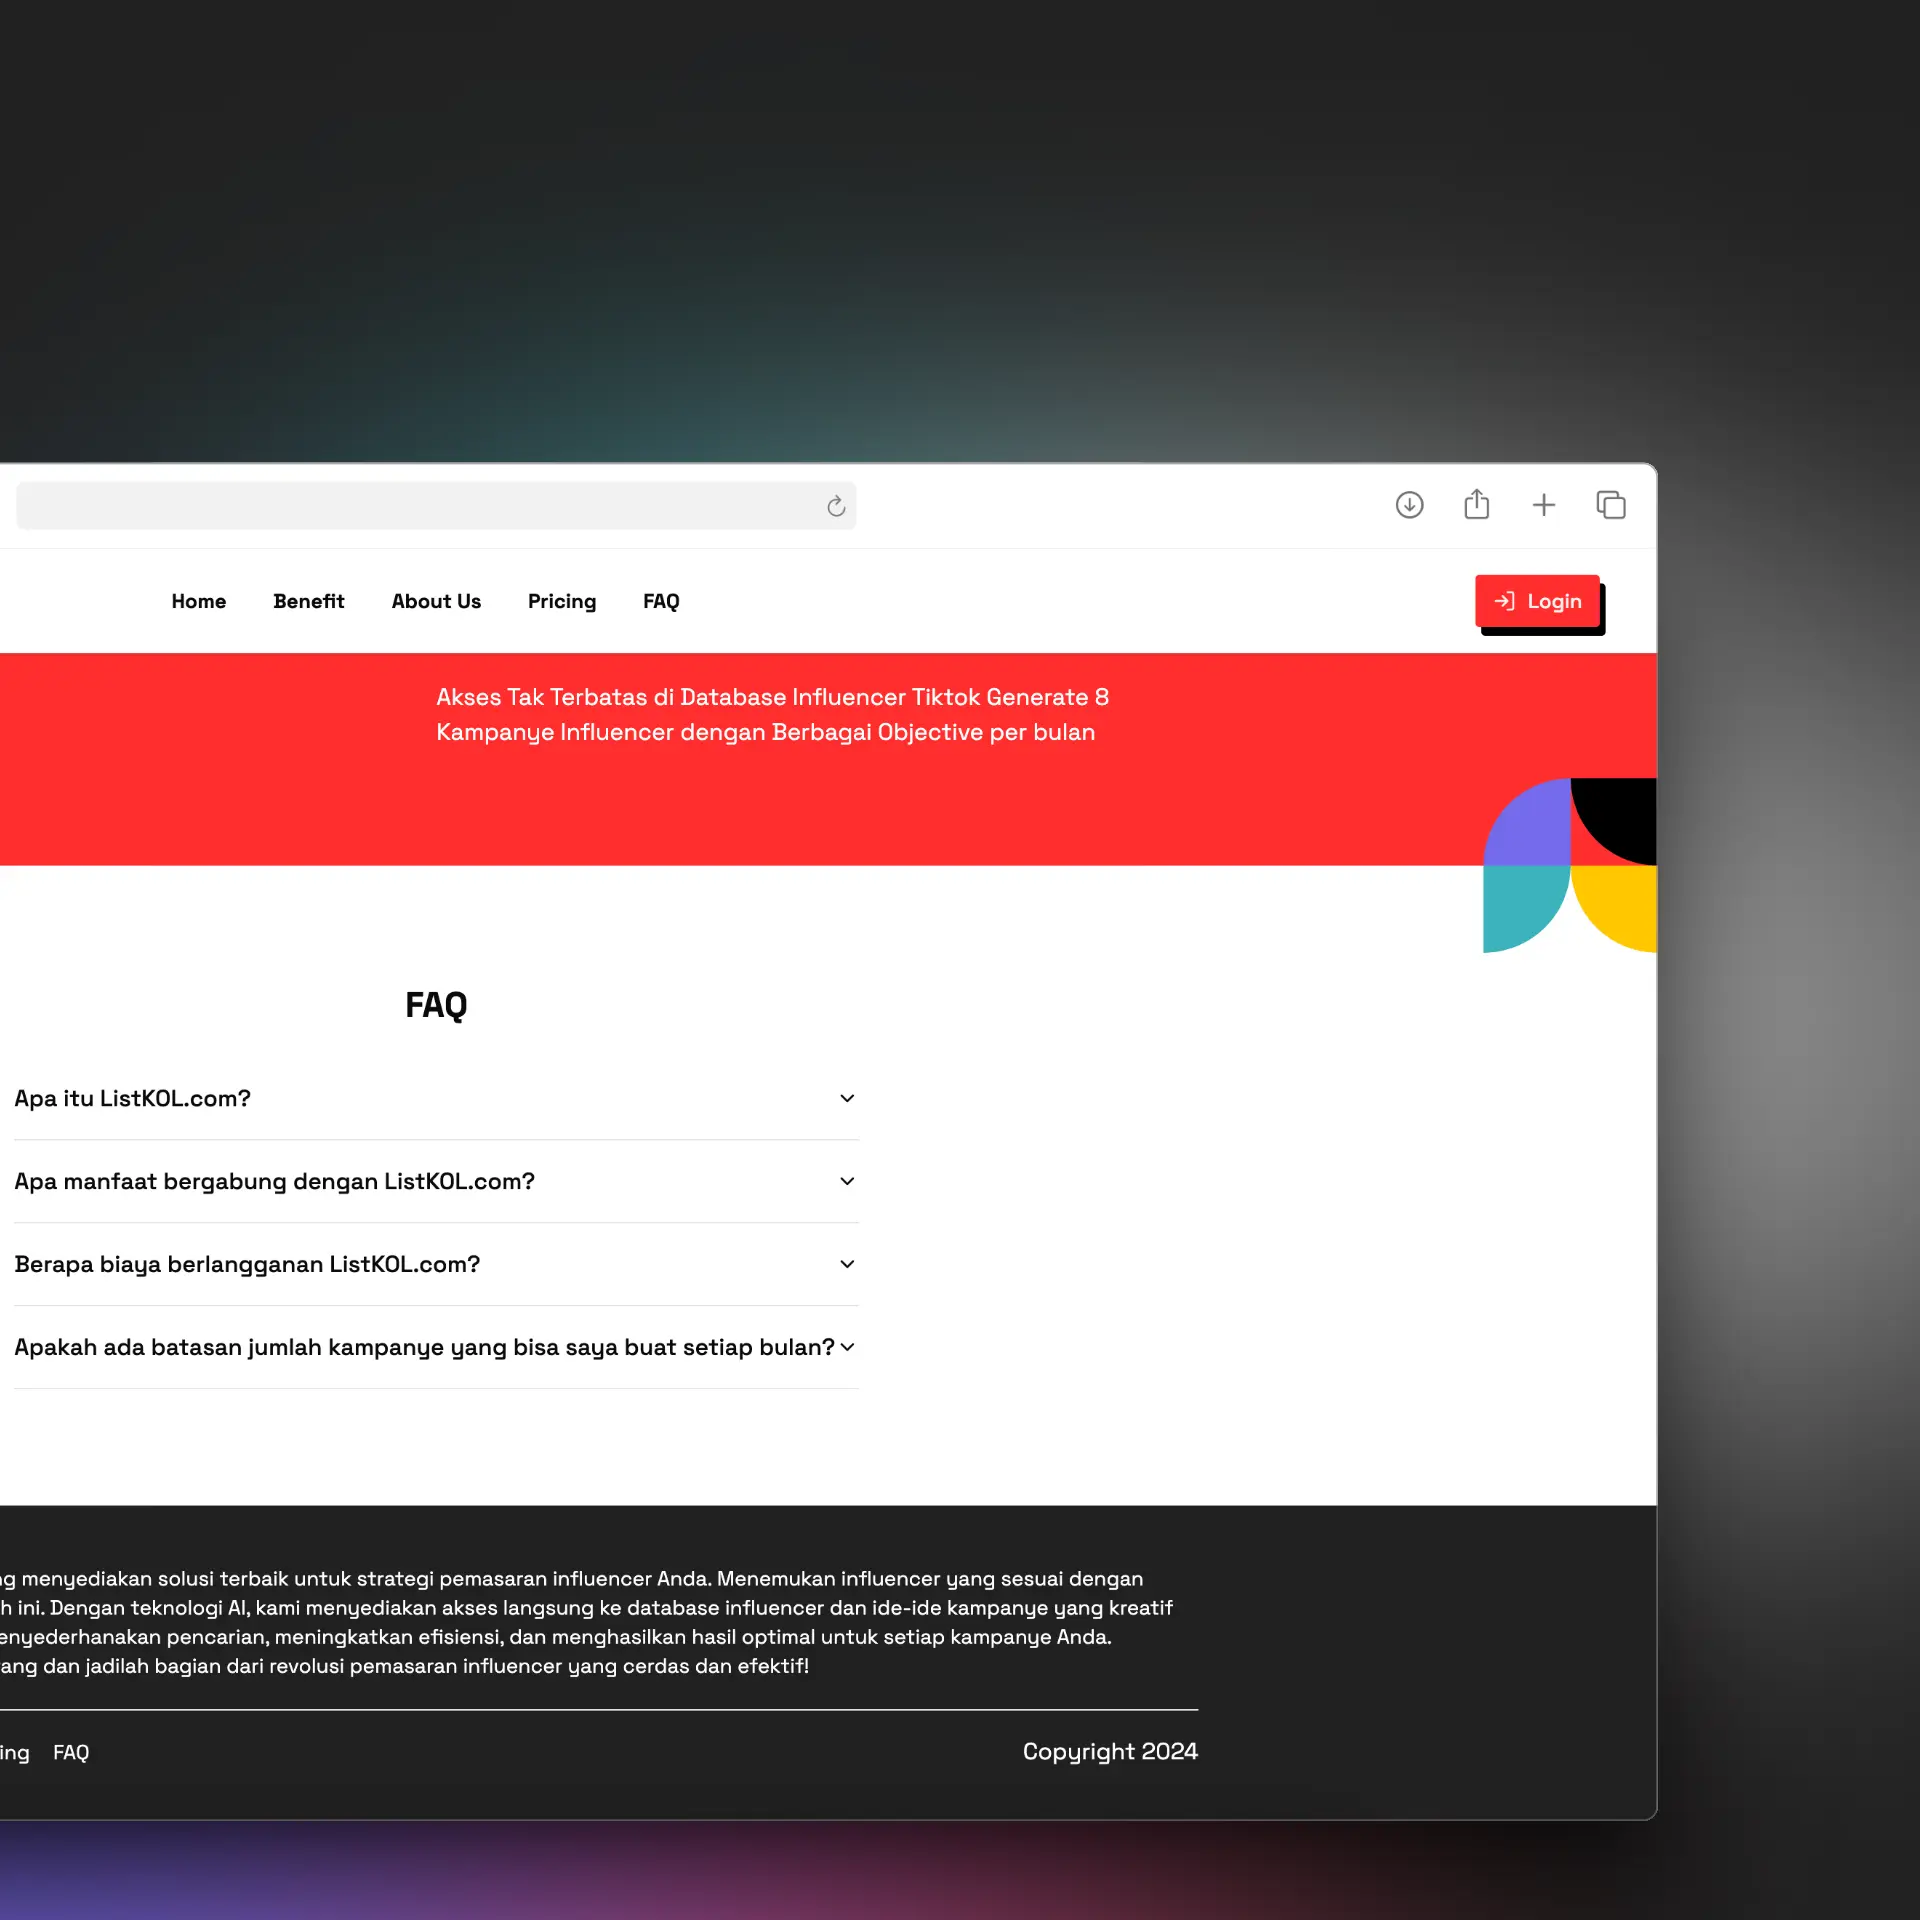 Home Benefit About Us Pricing FAQ Login
Akses Tak Terbatas di Database Influencer Tiktok Generate 8
Kampanye Influencer dengan Berbagai Objective per bulan
FAQ
Apa itu ListKOL.com?
Apa manfaat bergabung dengan ListKOL.com?
Berapa biaya berlangganan ListKOL.com?
Apakah ada batasan jumlah kampanye yang bisa saya buat setiap bulan?
menyediakan solusi terbaik untuk strategi pemasaran influencer Anda. Menemukan influencer yang sesuai dengan
ini. Dengan teknologi AI, kami menyediakan akses langsung ke database influencer dan ide-ide kampanye yang kreatif
enyederhanakan pencarian, meningkatkan efisiensi, dan menghasilkan hasil optimal untuk setiap kampanye Anda.
ang dan jadilah bagian dari revolusi pemasaran influencer yang cerdas dan efektif!
ing FAQ Copyright 2024